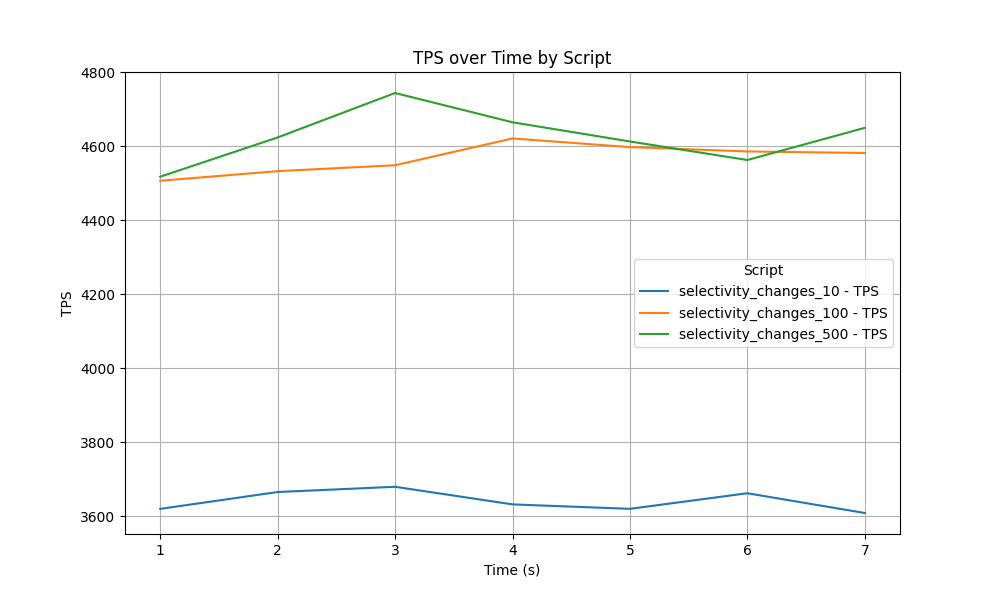 TPS over Time by Script
TPS
4800
4600
4400
4200
4000
3800
3600
Script
selectivity_changes_10 - TPS
selectivity_changes_100 - TPS
selectivity_changes_500 - TPS
1 2 3 4 5 6 7
Time (s)